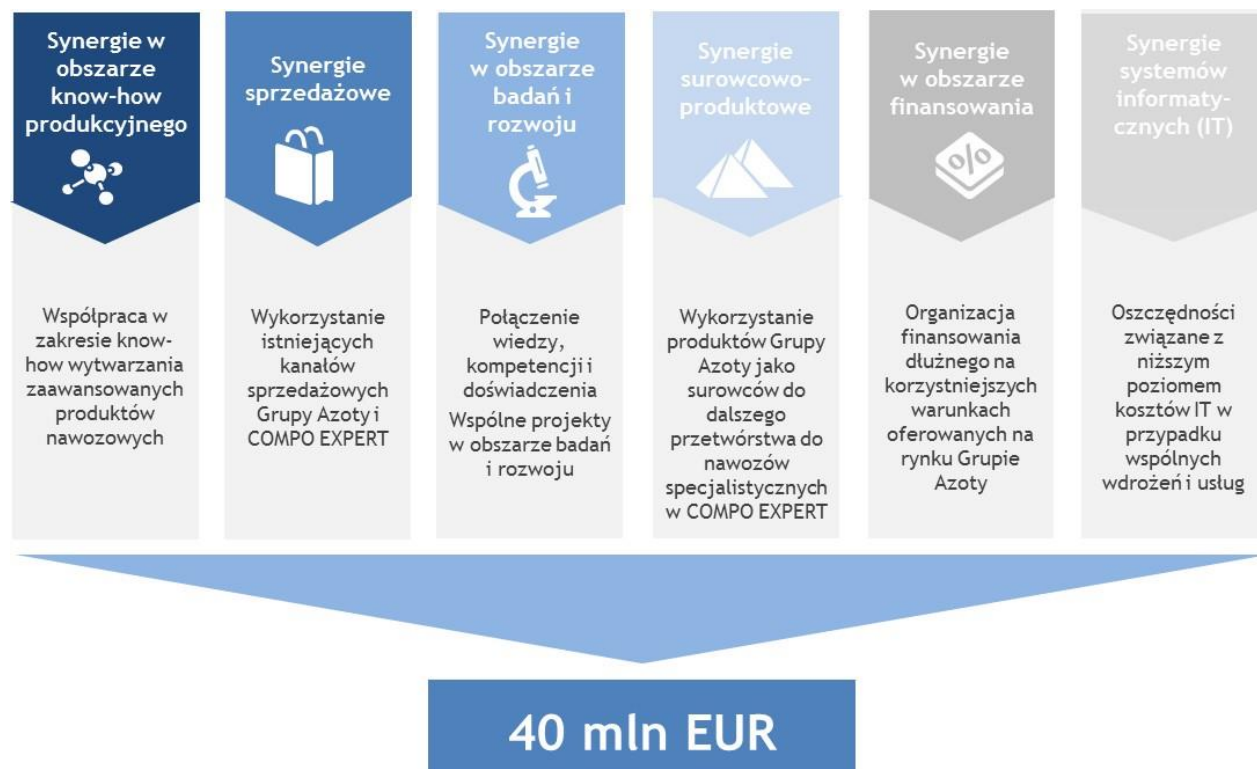 Synergie w
obszarze
know-how
produkcyjnego
Współpraca w
zakresie know-
how wytwarzania
zaawansowanych
produktów
nawozowych
Synergie
sprzedażowe
Wykorzystanie
istniejących
kanałów
sprzedażowych
Grupy Azoty i
COMPO EXPERT
Synergie
w obszarze
badań i
rozwoju
Połączenie
wiedzy,
kompetencji i
doświadczenia
Wspólne projekty
w obszarze badań
i rozwoju
Synergie
surowcowo-
produktowe
Wykorzystanie
produktów Grupy
Azoty jako
surowców do
dalszego
przetwórstwa do
nawozów
specjalistycznych
w COMPO EXPERT
Synergie
w obszarze
finansowania
%
Organizacja
finansowania
dłużnego na
korzystniejszych
warunkach
oferowanych na
rynku Grupie
Azoty
Synergie
systemów
informaty-
cznych (IT)
Oszczędności
związane z
niższym
poziomem
kosztów IT w
przypadku
wspólnych
wdrożeń i usług
40 mln EUR